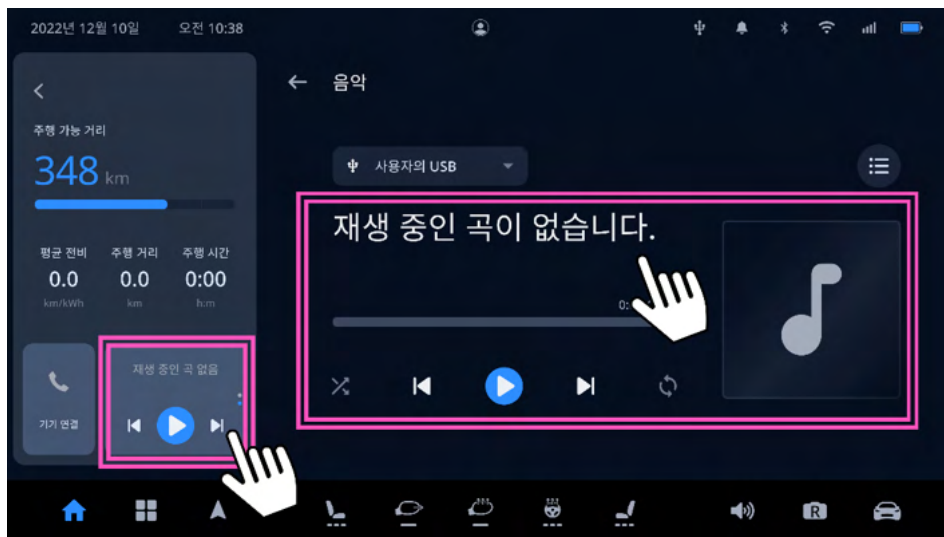 2022년 12월 10일 오전 10:38
주행 가능 거리
348 km
평균 전비 주행 거리 주행 시간
0.0 0.0 0:00
km/kWh km h:m
기기 연결
재생 중인 곡 없음
음악
사용자의 USB
재생 중인 곡이 없습니다.
0:
R